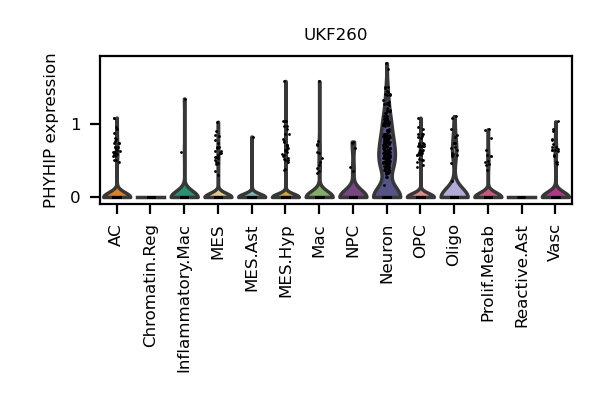 UKF260
PHYHIP expression
1
0
AC
Chromatin.Reg
Inflammatory.Mac
MES
MES.Ast
MES.Hyp
Mac
NPC
Neuron
OPC
Oligo
Prolif.Metab
Reactive.Ast
Vasc